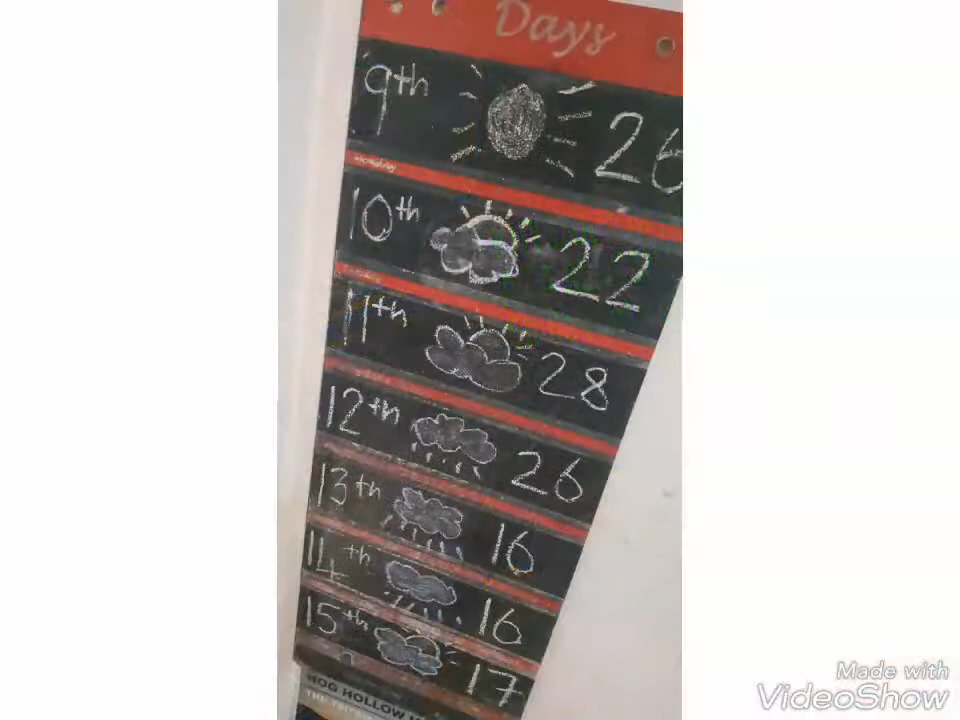 Days
9th 26
10th 22
11th 28
12th 26
13th 16
14th 16
15th 17
HOG HOLLOW
Made with
VideoShow